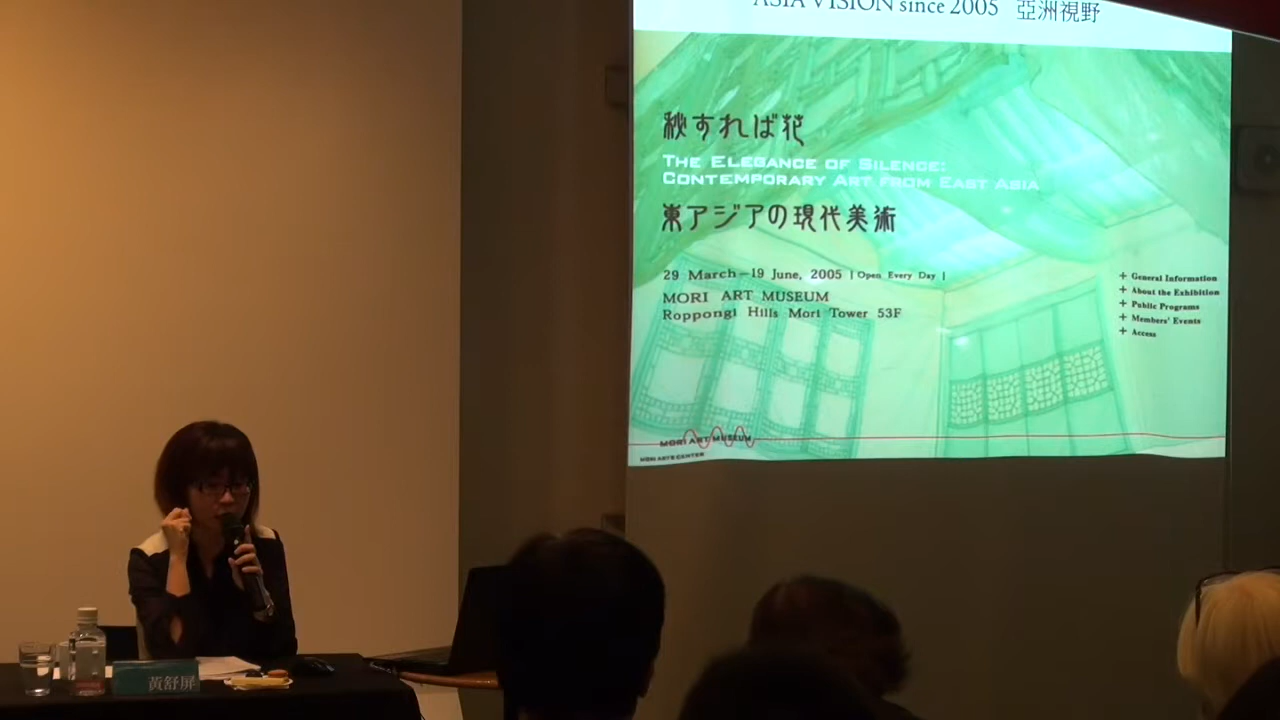 ASIA VISION since 2005 亞洲視野
秘すれば花
THE ELEGANCE OF SILENCE:
CONTEMPORARY ART FROM EAST ASIA
東アジアの現代美術
29 March–19 June, 2005 | Open Every Day |
MORI ART MUSEUM
Roppongi Hills Mori Tower 53F
+ General Information
+ About the Exhibition
+ Public Programs
+ Members' Events
+ Access
MORI ART MUSEUM
MORI ARTS CENTER
黃舒屏